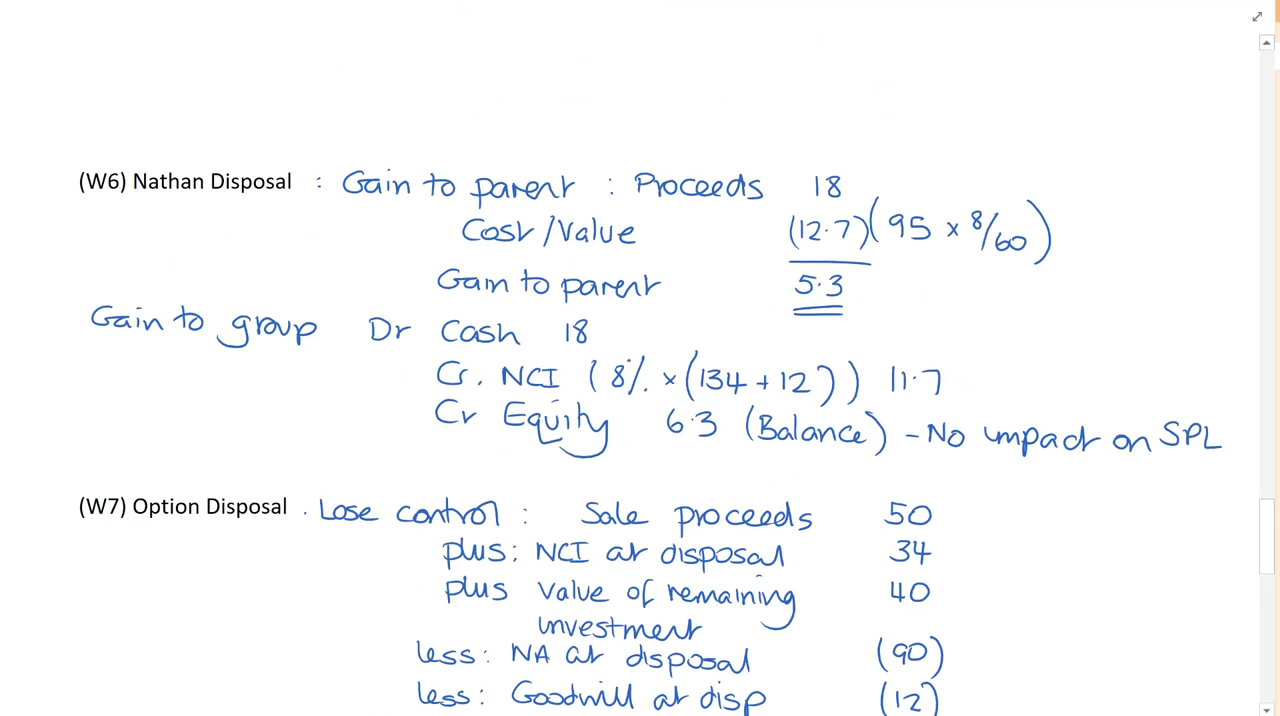 (W6) Nathan Disposal : Gain to parent : Proceeds 18
Cost/Value (12.7) (95 x 8/60)
Gain to parent 5.3
Gain to group Dr Cash 18
Cr. NCI (8% x (134 + 12)) 11.7
Cr Equity 6.3 (Balance) - No impact on SPL
(W7) Option Disposal . Lose control : Sale proceeds 50
plus: NCI at disposal 34
plus value of remaining 40
investment
less: NA at disposal (90)
less: Goodwill at disp (12)